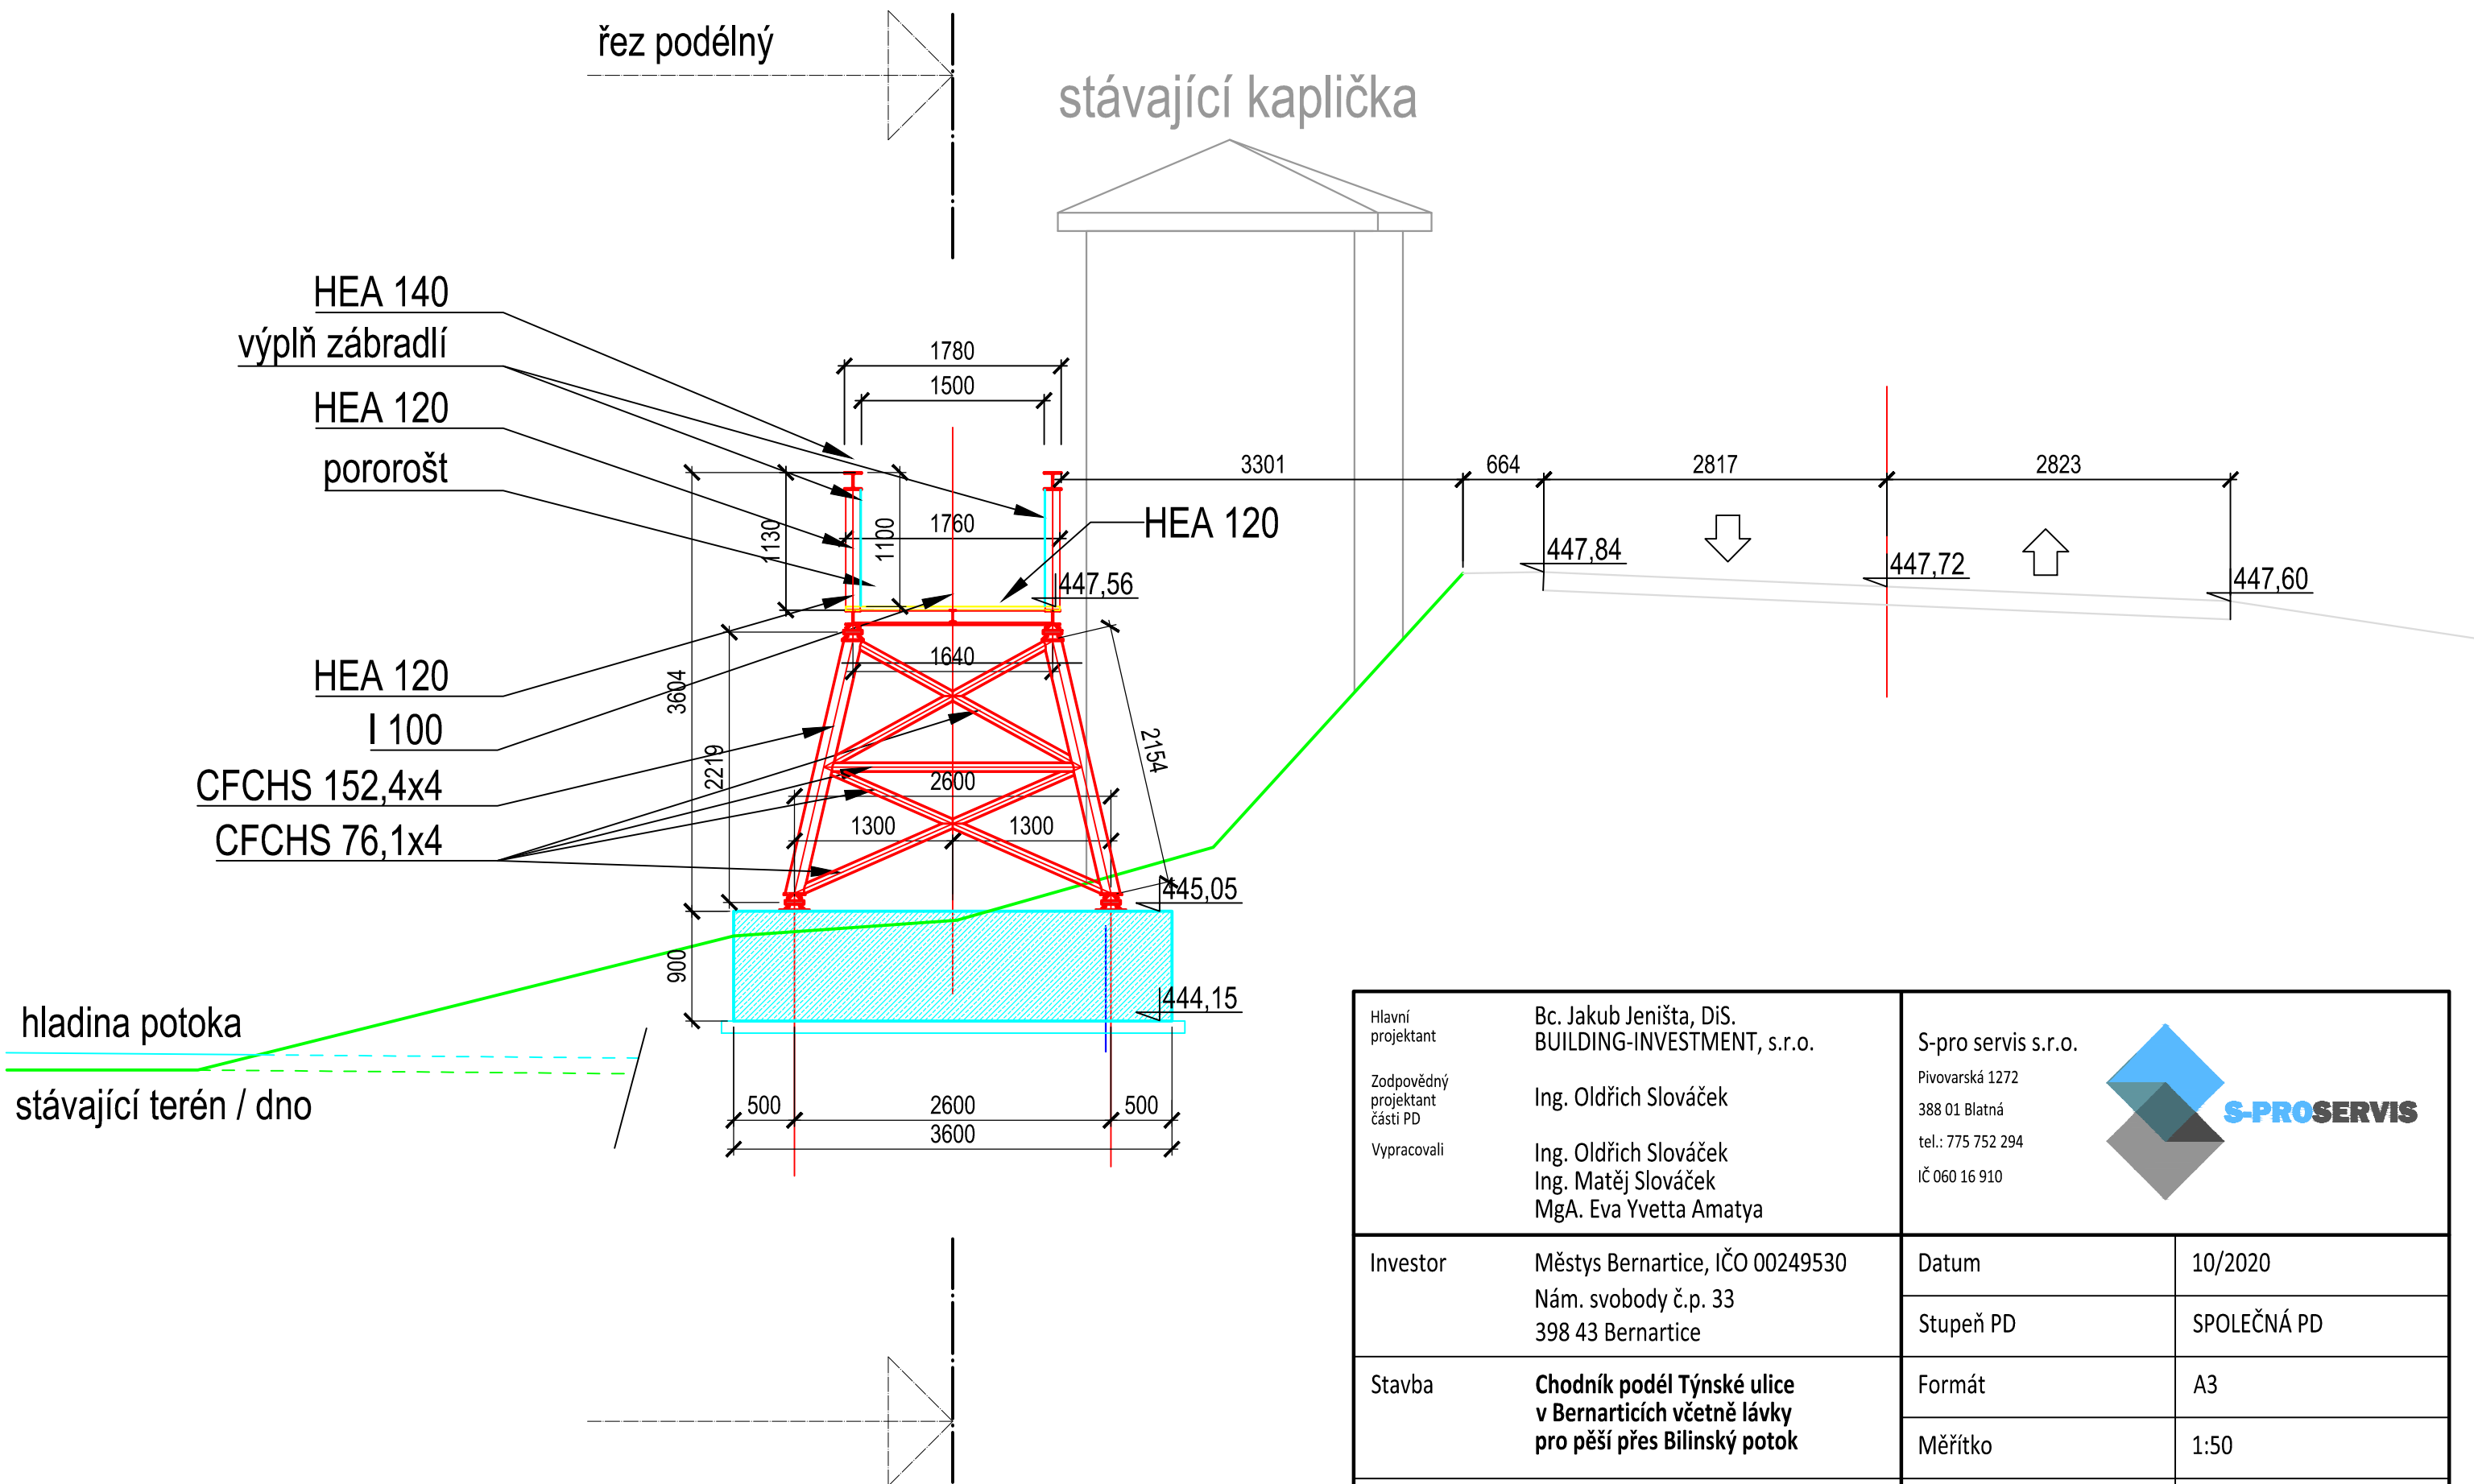 řez podélný
stávající kaplička
HEA 140
výplň zábradlí
HEA 120
pororošt
1780
1500
3301
664
2817
2823
1130
1100
1760
HEA 120
447,56
447,84
447,72
447,60
HEA 120
I 100
CFCHS 152,4x4
CFCHS 76,1x4
3604
2219
1640
2154
2600
1300
1300
445,05
900
444,15
hladina potoka
stávající terén / dno
500
2600
500
3600
Hlavní
projektant
Bc. Jakub Jeništa, DiS.
BUILDING-INVESTMENT, s.r.o.
Zodpovědný
projektant
části PD
Ing. Oldřich Slováček
Vypracovali
Ing. Oldřich Slováček
Ing. Matěj Slováček
MgA. Eva Yvetta Amatya
S-pro servis s.r.o.
Pivovarská 1272
388 01 Blatná
tel.: 775 752 294
IČ 060 16 910
S-PROSERVIS
Investor
Městys Bernartice, IČO 00249530
Nám. svobody č.p. 33
398 43 Bernartice
Datum
10/2020
Stupeň PD
SPOLEČNÁ PD
Stavba
Chodník podél Týnské ulice
v Bernarticích včetně lávky
pro pěší přes Bilinský potok
Formát
A3
Měřítko
1:50